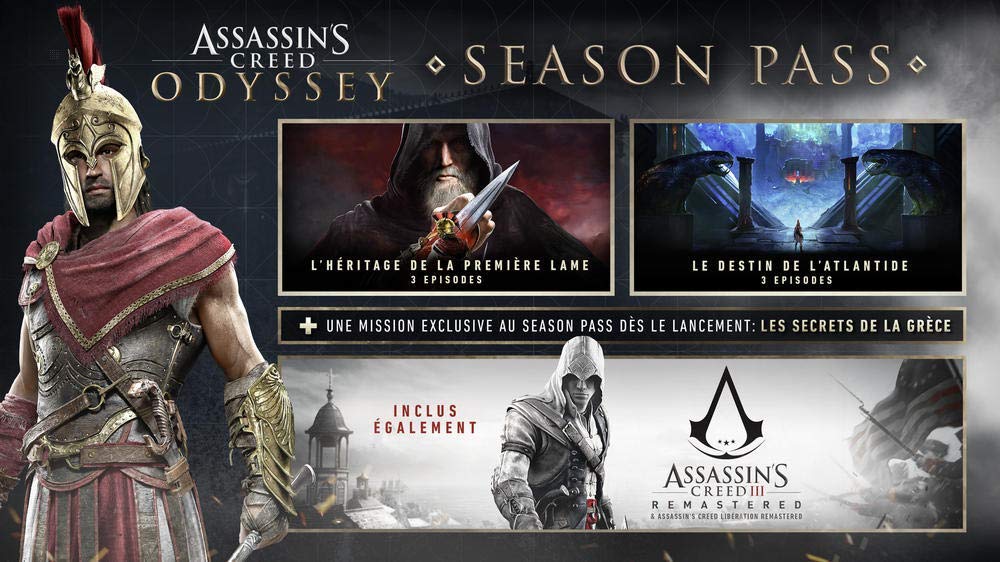 ASSASSIN'S
CREED
ODYSSEY
SEASON PASS
L'HÉRITAGE DE LA PREMIÈRE LAME
3 EPISODES
LE DESTIN DE L'ATLANTIDE
3 EPISODES
+ UNE MISSION EXCLUSIVE AU SEASON PASS DÈS LE LANCEMENT: LES SECRETS DE LA GRÈCE
INCLUS
ÉGALEMENT
ASSASSIN'S
CREED III
REMASTERED
& ASSASSIN'S CREED LIBÉRATION REMASTERED